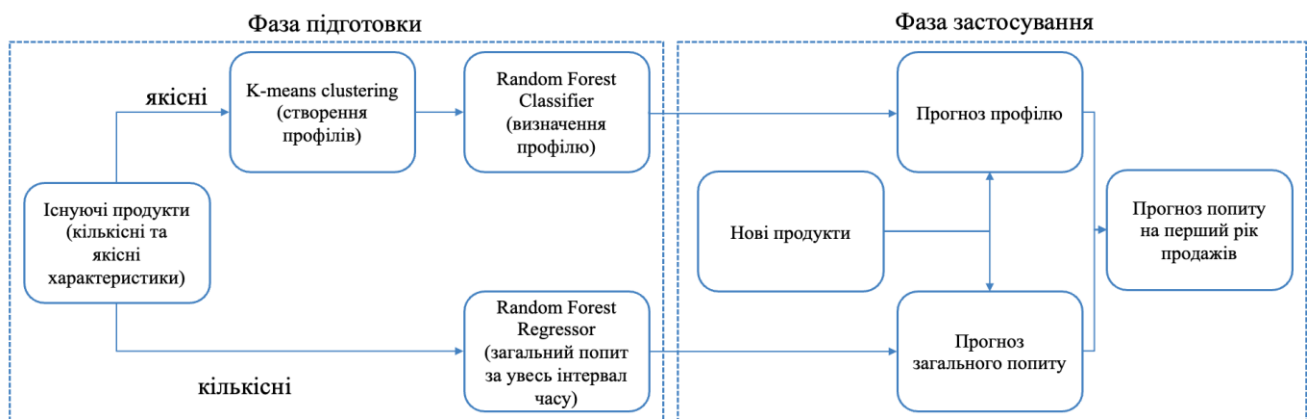 Фаза підготовки
Фаза застосування
якісні
K-means clustering
(створення
профілів)
Random Forest
Classifier
(визначення
профілю)
Прогноз профілю
Існуючі продукти
(кількісні та
якісні
характеристики)
Нові продукти
Прогноз попиту
на перший рік
продажів
Random Forest
Regressor
(загальний попит
за увесь інтервал
часу)
Прогноз
загального попиту
кількісні